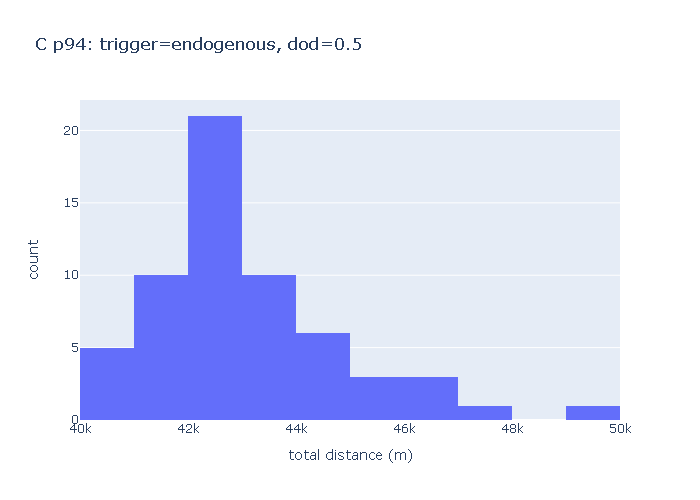 C p94: trigger=endogenous, dod=0.5
20
15
10
5
0
count
40k
42k
44k
46k
48k
50k
total distance (m)